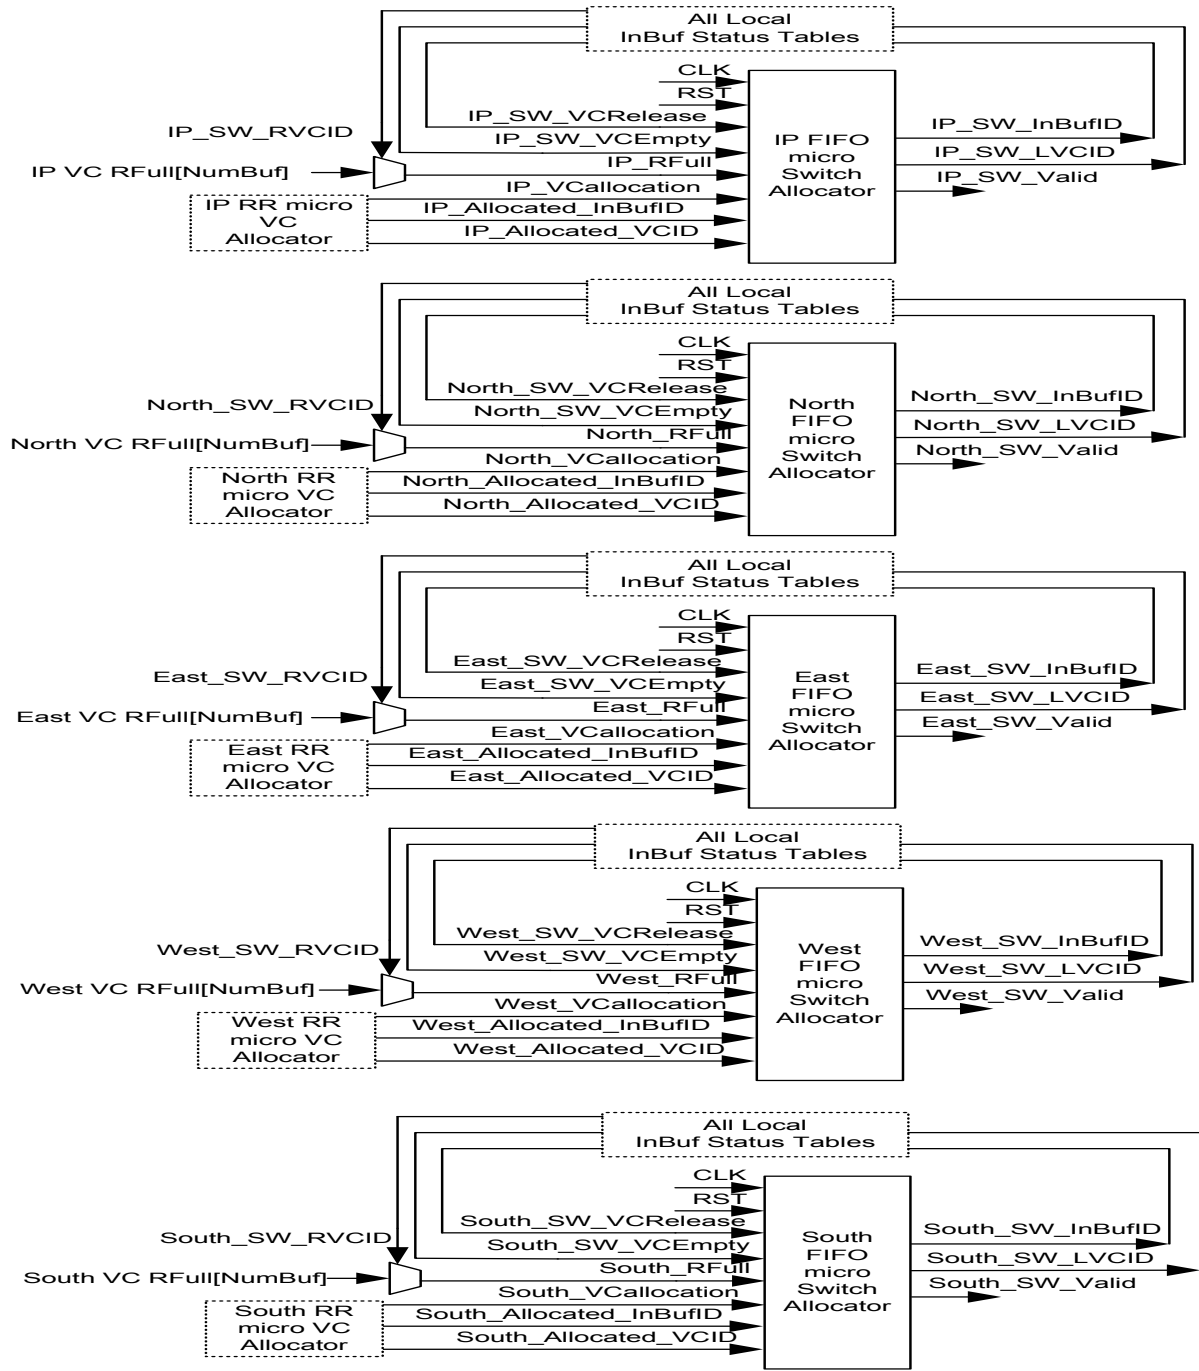 All Local
InBuf Status Tables
CLK
RST
IP_SW_VCRelease
IP_SW_RVCID
IP_SW_VCEmpty
IP VC RFull[NumBuf]
IP_RFull
IP RR micro
VC
Allocator
IP_VCallocation
IP_Allocated_InBufID
IP_Allocated_VCID
IP FIFO
micro
Switch
Allocator
IP_SW_InBufID
IP_SW_LVCID
IP_SW_Valid
All Local
InBuf Status Tables
CLK
RST
North_SW_VCRelease
North_SW_RVCID
North_SW_VCEmpty
North VC RFull[NumBuf]
North_RFull
North RR
micro VC
Allocator
North_VCallocation
North_Allocated_InBufID
North_Allocated_VCID
North
FIFO
micro
Switch
Allocator
North_SW_InBufID
North_SW_LVCID
North_SW_Valid
All Local
InBuf Status Tables
CLK
RST
East_SW_VCRelease
East_SW_RVCID
East_SW_VCEmpty
East VC RFull[NumBuf]
East_RFull
East RR
micro VC
Allocator
East_VCallocation
East_Allocated_InBufID
East_Allocated_VCID
East
FIFO
micro
Switch
Allocator
East_SW_InBufID
East_SW_LVCID
East_SW_Valid
All Local
InBuf Status Tables
CLK
RST
West_SW_VCRelease
West_SW_RVCID
West_SW_VCEmpty
West VC RFull[NumBuf]
West_RFull
West RR
micro VC
Allocator
West_VCallocation
West_Allocated_InBufID
West_Allocated_VCID
West
FIFO
micro
Switch
Allocator
West_SW_InBufID
West_SW_LVCID
West_SW_Valid
All Local
InBuf Status Tables
CLK
RST
South_SW_VCRelease
South_SW_RVCID
South_SW_VCEmpty
South VC RFull[NumBuf]
South_RFull
South RR
micro VC
Allocator
South_VCallocation
South_Allocated_InBufID
South_Allocated_VCID
South
FIFO
micro
Switch
Allocator
South_SW_InBufID
South_SW_LVCID
South_SW_Valid